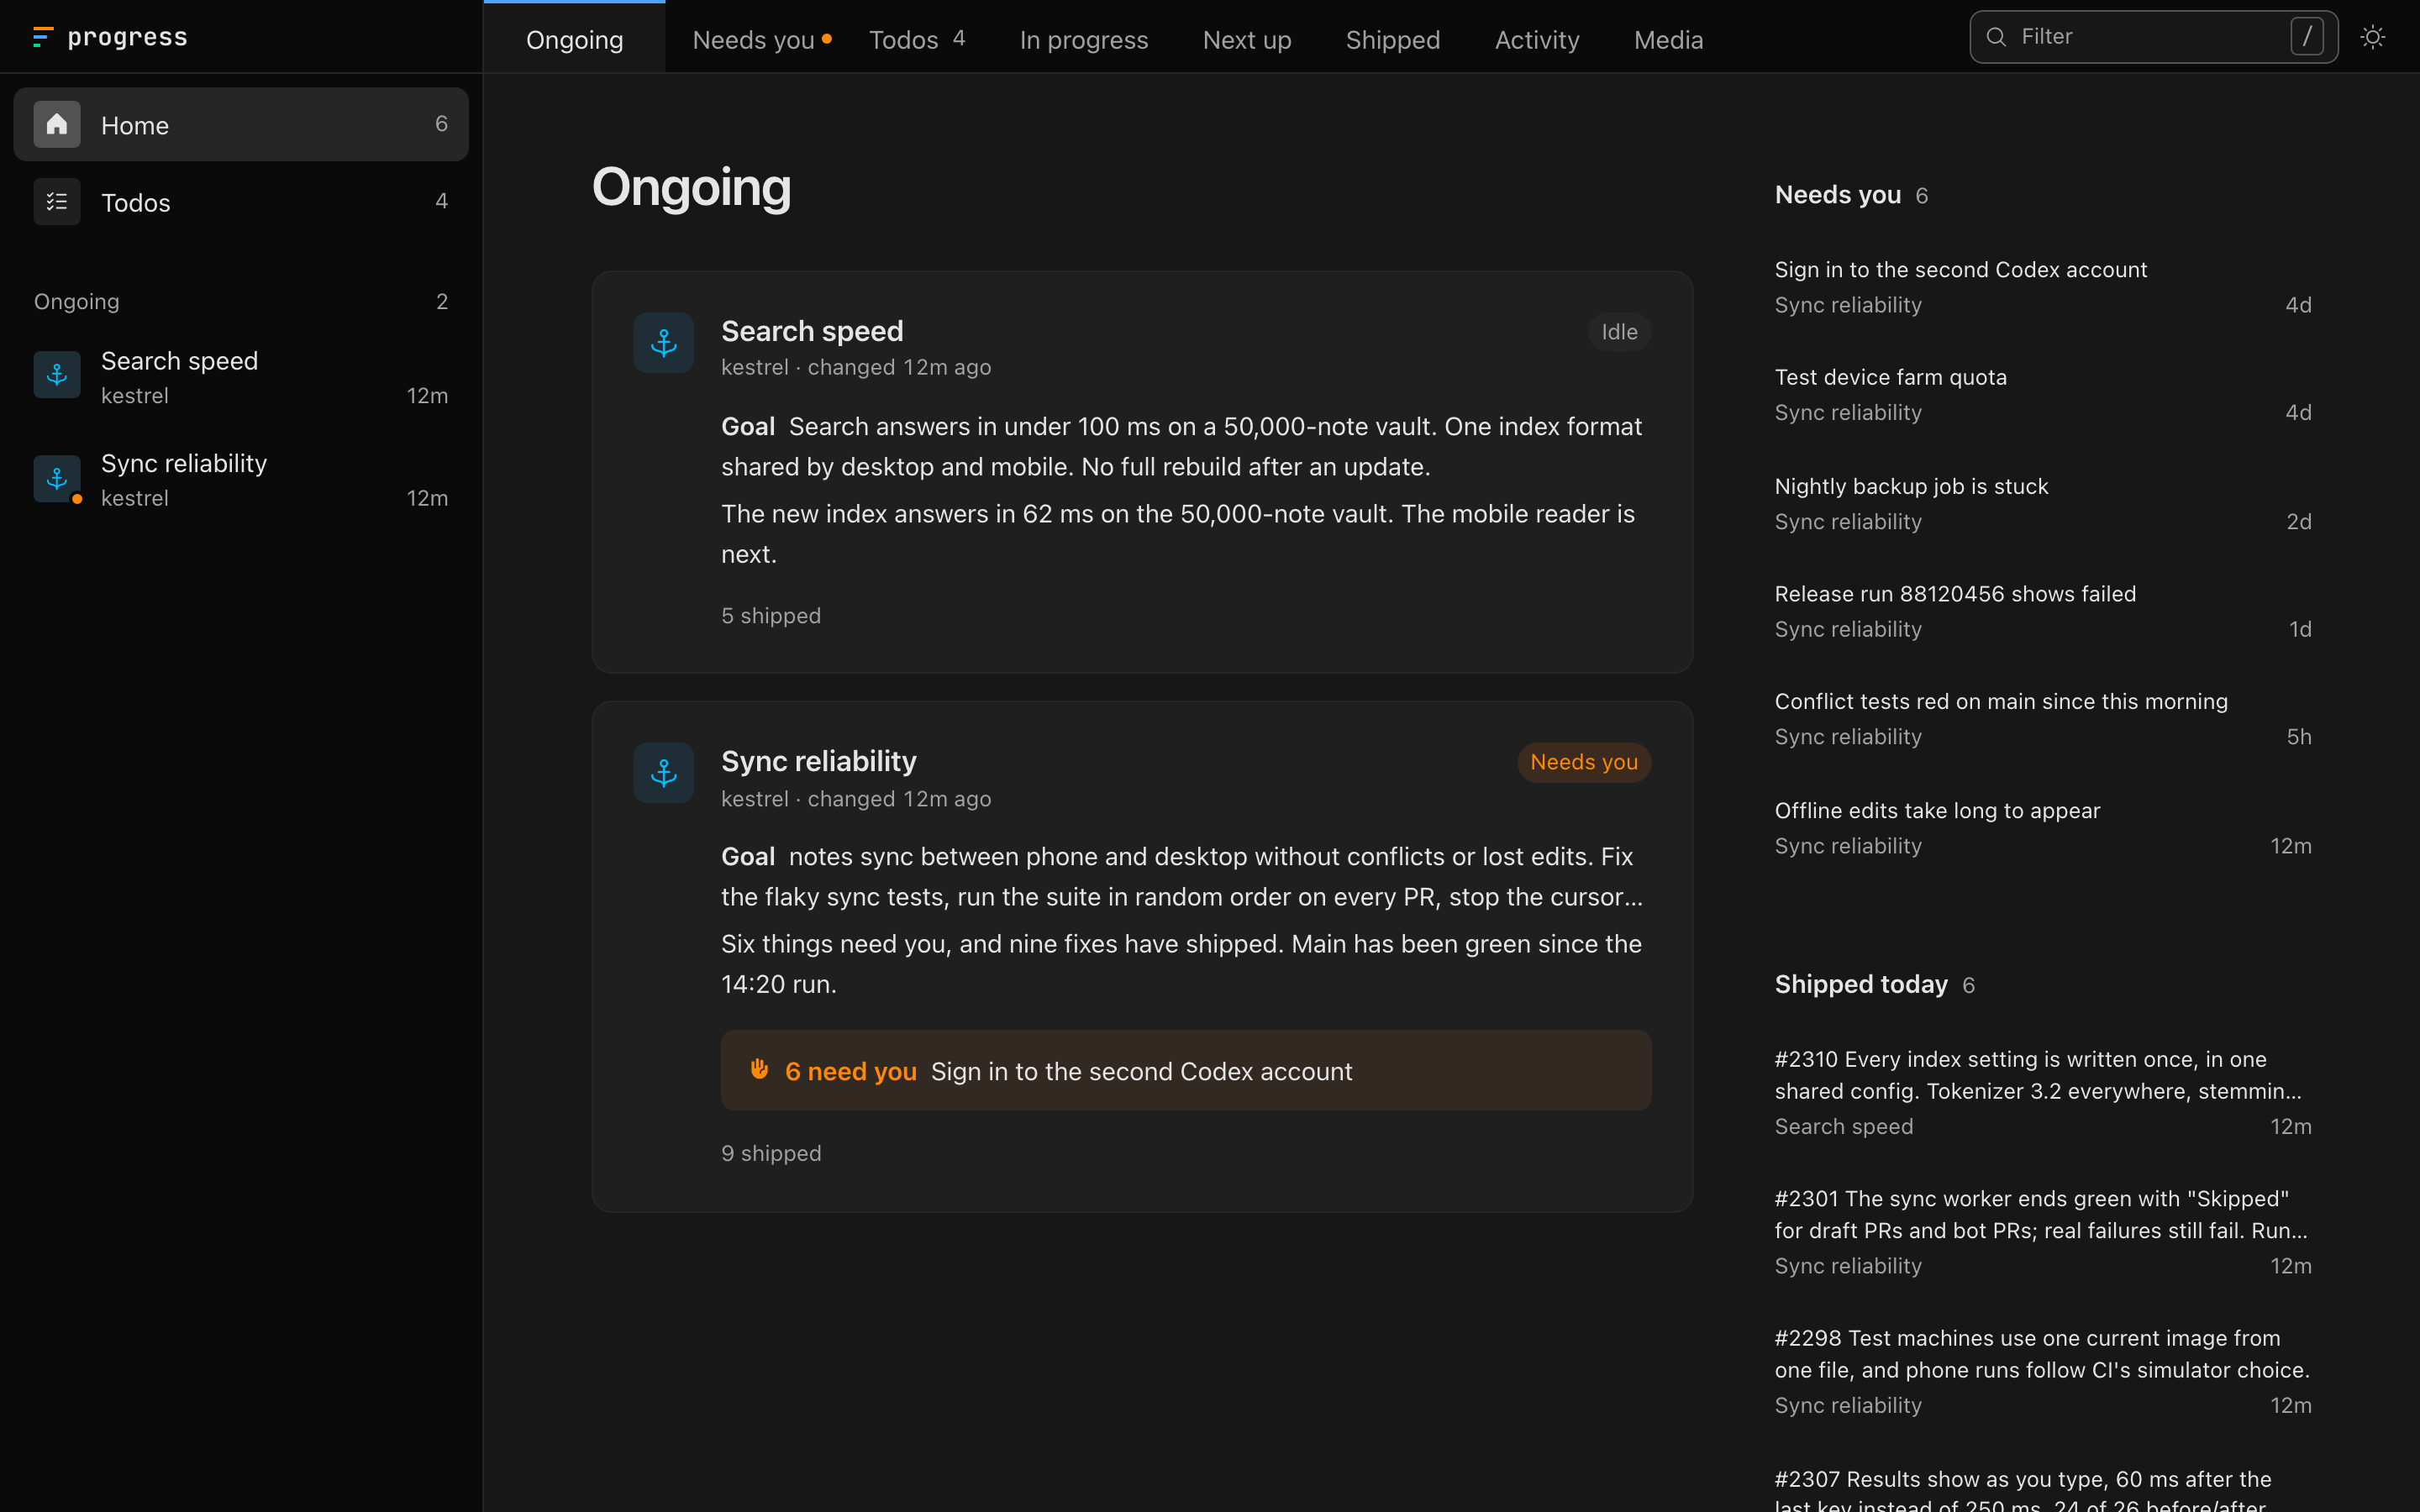 progress
Ongoing
Needs you
Todos 4
In progress
Next up
Shipped
Activity
Media
Filter
/
Home 6
Todos 4
Ongoing 2
Search speed
kestrel 12m
Sync reliability
kestrel 12m
Ongoing
Search speed
Idle
kestrel · changed 12m ago
Goal Search answers in under 100 ms on a 50,000-note vault. One index format
shared by desktop and mobile. No full rebuild after an update.
The new index answers in 62 ms on the 50,000-note vault. The mobile reader is
next.
5 shipped
Sync reliability
Needs you
kestrel · changed 12m ago
Goal notes sync between phone and desktop without conflicts or lost edits. Fix
the flaky sync tests, run the suite in random order on every PR, stop the cursor...
Six things need you, and nine fixes have shipped. Main has been green since the
14:20 run.
6 need you Sign in to the second Codex account
9 shipped
Needs you 6
Sign in to the second Codex account
Sync reliability 4d
Test device farm quota
Sync reliability 4d
Nightly backup job is stuck
Sync reliability 2d
Release run 88120456 shows failed
Sync reliability 1d
Conflict tests red on main since this morning
Sync reliability 5h
Offline edits take long to appear
Sync reliability 12m
Shipped today 6
#2310 Every index setting is written once, in one
shared config. Tokenizer 3.2 everywhere, stemmin...
Search speed 12m
#2301 The sync worker ends green with "Skipped"
for draft PRs and bot PRs; real failures still fail. Run...
Sync reliability 12m
#2298 Test machines use one current image from
one file, and phone runs follow CI's simulator choice.
Sync reliability 12m
#2307 Results show as you type, 60 ms after the
last key instead of 250 ms. 24 of 26 before/after